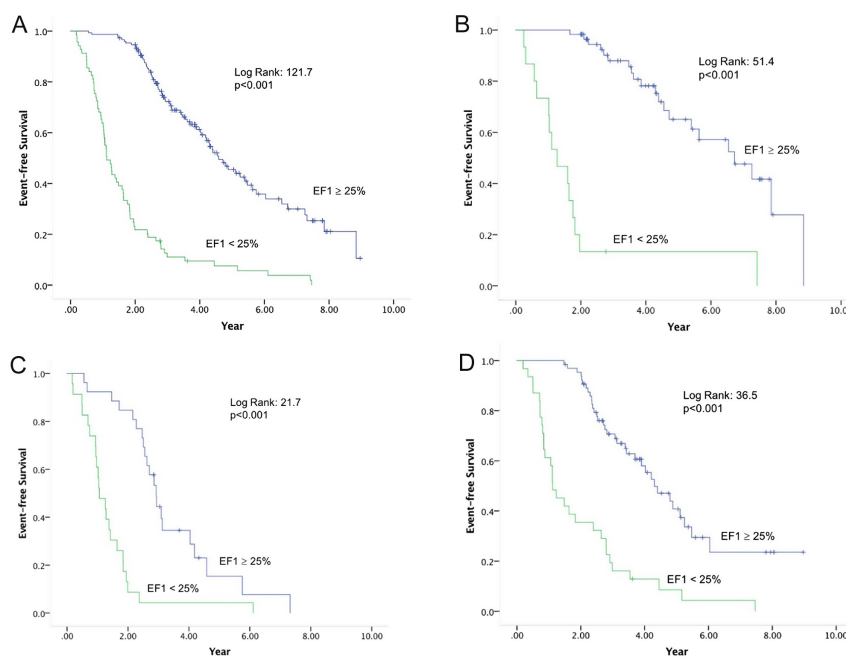 A
1.0
0.8
0.6
0.4
0.2
0.0
Event-free Survival
Log Rank: 121.7
p<0.001
EF1 ≥ 25%
EF1 < 25%
.00
2.00
4.00
6.00
8.00
10.00
Year
B
1.0
0.8
0.6
0.4
0.2
0.0
Event-free Survival
Log Rank: 51.4
p<0.001
EF1 ≥ 25%
EF1 < 25%
.00
2.00
4.00
6.00
8.00
10.00
Year
C
1.0
0.8
0.6
0.4
0.2
0.0
Event-free Survival
Log Rank: 21.7
p<0.001
EF1 ≥ 25%
EF1 < 25%
.00
2.00
4.00
6.00
8.00
10.00
Year
D
1.0
0.8
0.6
0.4
0.2
0.0
Event-free Survival
Log Rank: 36.5
p<0.001
EF1 ≥ 25%
EF1 < 25%
.00
2.00
4.00
6.00
8.00
10.00
Year